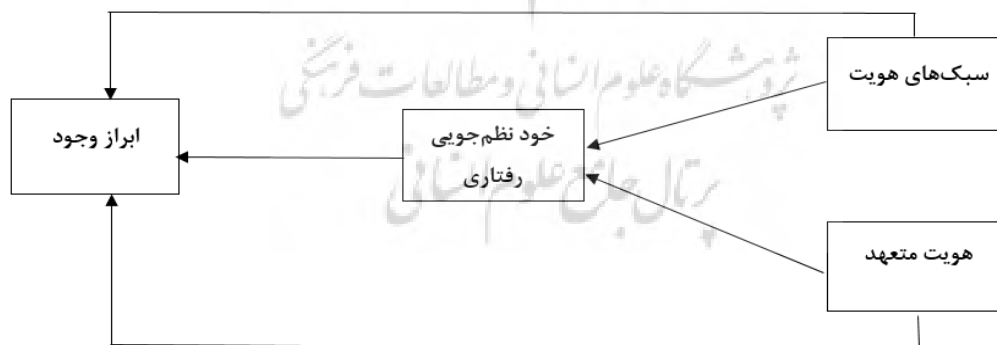 پژوهشگاه علوم انسانی و مطالعات فرهنگی
سبک‌های هویت
ابراز وجود
خود نظم‌جویی
رفتاری
پرتال جامع علوم انسانی
هویت متعهد